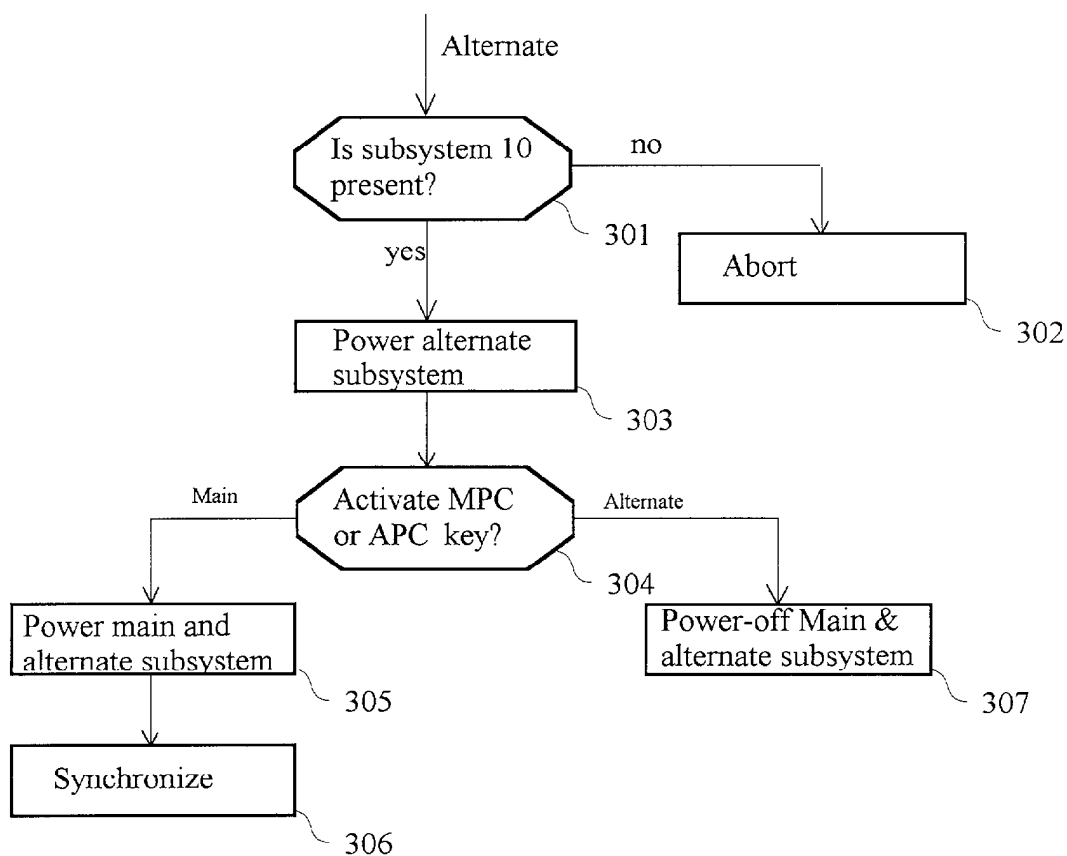 Alternate
Is subsystem 10
present?
no
301
yes
Abort
302
Power alternate
subsystem
303
Main
Activate MPC
or APC key?
Alternate
304
Power main and
alternate subsystem
305
Power-off Main &
alternate subsystem
307
Synchronize
306